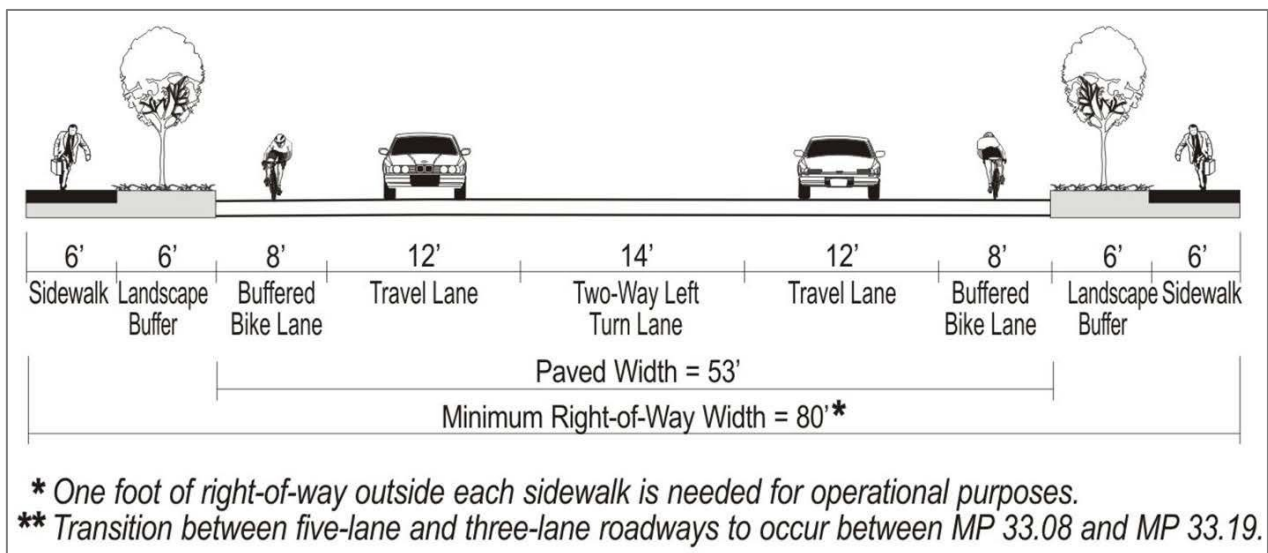 6’ 6’ 8’ 12’ 14’ 12’ 8’ 6’ 6’
Sidewalk Landscape Buffered Travel Lane Two-Way Left Travel Lane Buffered Landscape Sidewalk
Buffer Bike Lane Turn Lane Bike Lane Buffer
Paved Width = 53’
Minimum Right-of-Way Width = 80’*
* One foot of right-of-way outside each sidewalk is needed for operational purposes.
** Transition between five-lane and three-lane roadways to occur between MP 33.08 and MP 33.19.